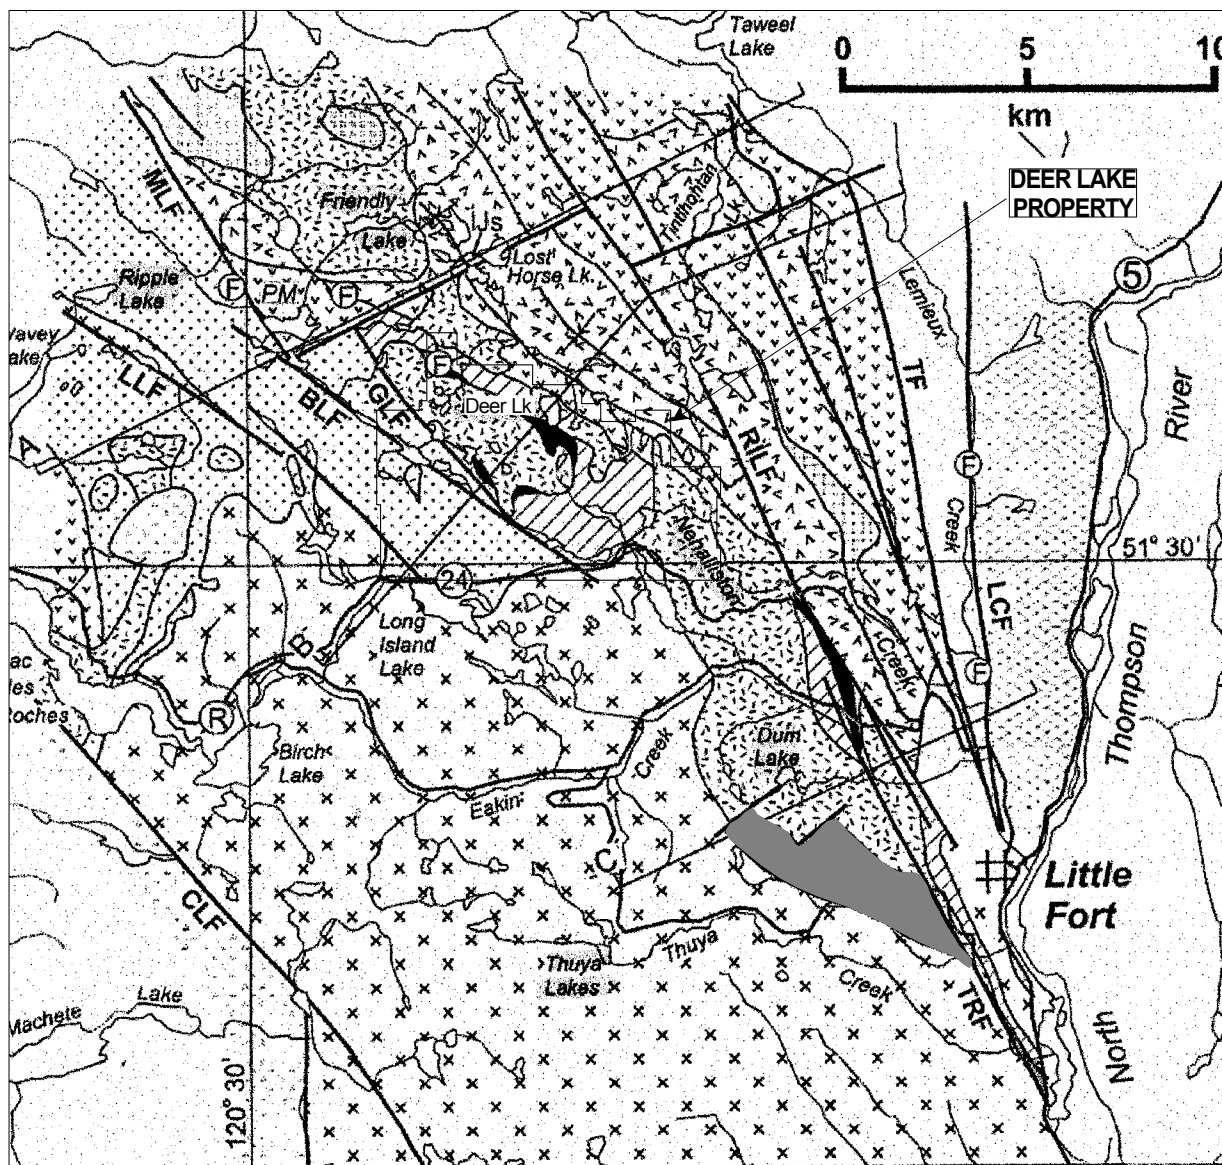 Taweel
Lake
0
5
10
km
DEER LAKE
PROPERTY
MLF
Friendly
Lake
Tintlhohtan
Lk
Js
Lost
Horse Lk.
Ripple
Lake
F
PM
F
5
Lemieux
LLF
BLF
GLF
F
Deer Lk
RILF
TF
River
A
F
Creek
Nehalliston
51° 30'
24
LCF
B
Long
Island
Lake
Creek
F
Thompson
R
Birch
Lake
Creek
Dum
Lake
Eakin
C
Little
Fort
CLF
Thuya
Thuya
Lakes
Creek
TRF
Machete
Lake
North
120° 30'